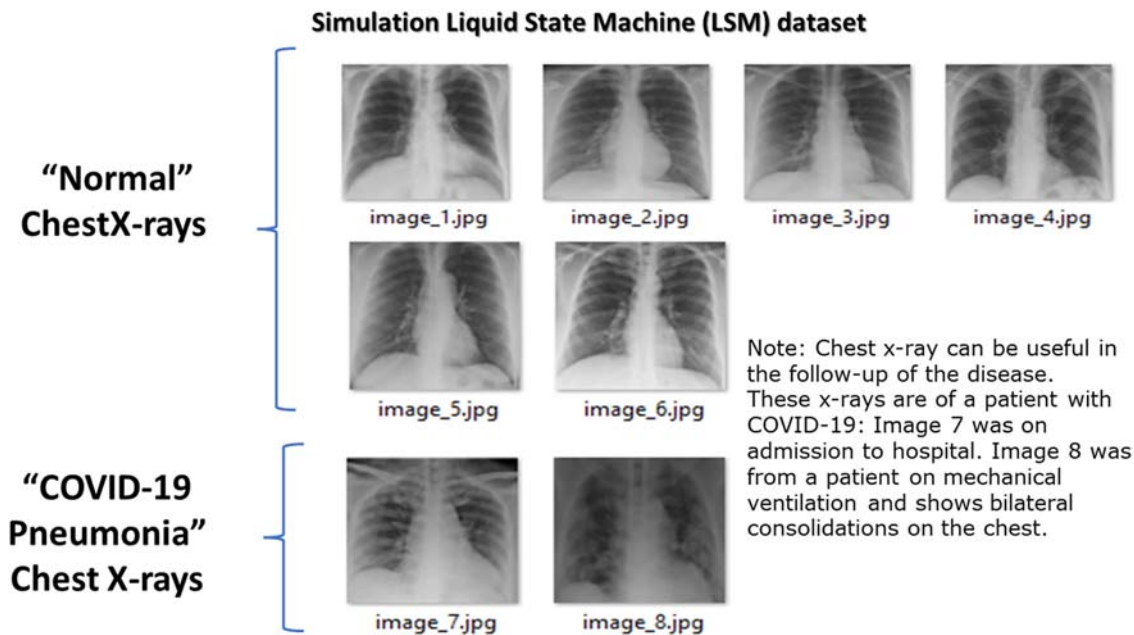 Simulation Liquid State Machine (LSM) dataset
“Normal”
ChestX-rays
image_1.jpg
image_2.jpg
image_3.jpg
image_4.jpg
image_5.jpg
image_6.jpg
Note: Chest x-ray can be useful in
the follow-up of the disease.
These x-rays are of a patient with
COVID-19: Image 7 was on
admission to hospital. Image 8 was
from a patient on mechanical
ventilation and shows bilateral
consolidations on the chest.
“COVID-19
Pneumonia”
Chest X-rays
image_7.jpg
image_8.jpg